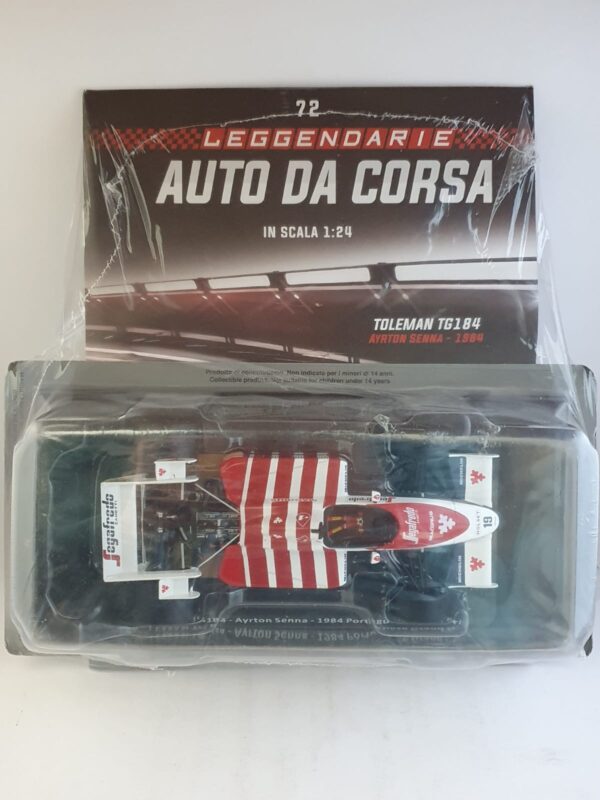 72
LEGGENDARIE
AUTO DA CORSA
IN SCALA 1:24
TOLEMAN TG184
AYRTON SENNA - 1984
Prodotto di collezione. Non indicato per i minori di 14 anni.
Collectible product. Not suitable for children under 14 years
Segafredo
Segafredo
19
- Ayrton Senna - 1984 Port